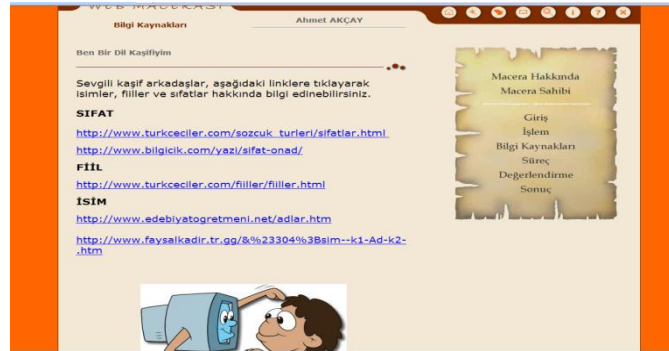 WEB MACERASI
Bilgi Kaynakları
Ahmet AKÇAY
Ben Bir Dil Kaşifiyim
Sevgili kaşif arkadaşlar, aşağıdaki linklere tıklayarak
isimler, fiiller ve sıfatlar hakkında bilgi edinebilirsiniz.
SIFAT
http://www.turkceciler.com/sozcuk_turleri/sifatlar.html
http://www.bilgicik.com/yazi/sifat-onad/
FİİL
http://www.turkceciler.com/fiiller/fiiller.html
İSİM
http://www.edebiyatogretmeni.net/adlar.htm
http://www.faysalkadir.tr.gg/&%23304%3Bsim--k1-Ad-k2-
.htm
Macera Hakkında
Macera Sahibi
Giriş
İşlem
Bilgi Kaynakları
Süreç
Değerlendirme
Sonuç